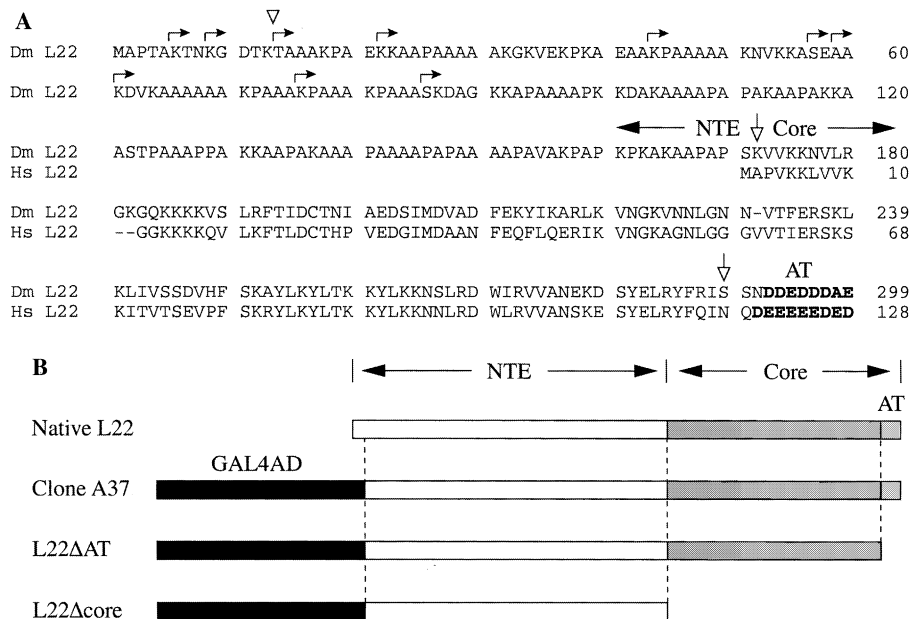 A
Dm L22 MAPTAKTNKG DTKTAAAKPA EKKAAPAAAA AKGKVEKPKA EAAKPAAAAA KNVKKASEAA 60
Dm L22 KDVKAAAAAA KPAAAKPAAA KPAAASKDAG KKAPAAAAPK KDAKAAAAPA PAKAAPAKKA 120
NTE Core
Dm L22 ASTPAAAPPA KKAAPAKAAA PAAAAPAPAA AAPAVAKPAP KPKAKAAPAP SKVVKKNVLR 180
Hs L22 MAPVKKLVVK 10
Dm L22 GKGQKKKKVS LRFTIDCTNI AEDSIMDVAD FEKYIKARLK VNGKVNNLGN N-VTFERSKL 239
Hs L22 --GGKKKKQV LKFTLDCTHP VEDGIMDAAN FEQFLQERIK VNGKAGNLGG GVVTIERSKS 68
AT
Dm L22 KLIVSSDVHF SKAYLKYLTK KYLKKNSLRD WIRVVANEKD SYELRYFRIS SNDDEDDDAE 299
Hs L22 KITVTSEVPF SKRYLKYLTK KYLKKNNLRD WLRVVANSKE SYELRYFQIN QDEEEEEDED 128
B
NTE Core
AT
Native L22
GAL4AD
Clone A37
L22ΔAT
L22Δcore